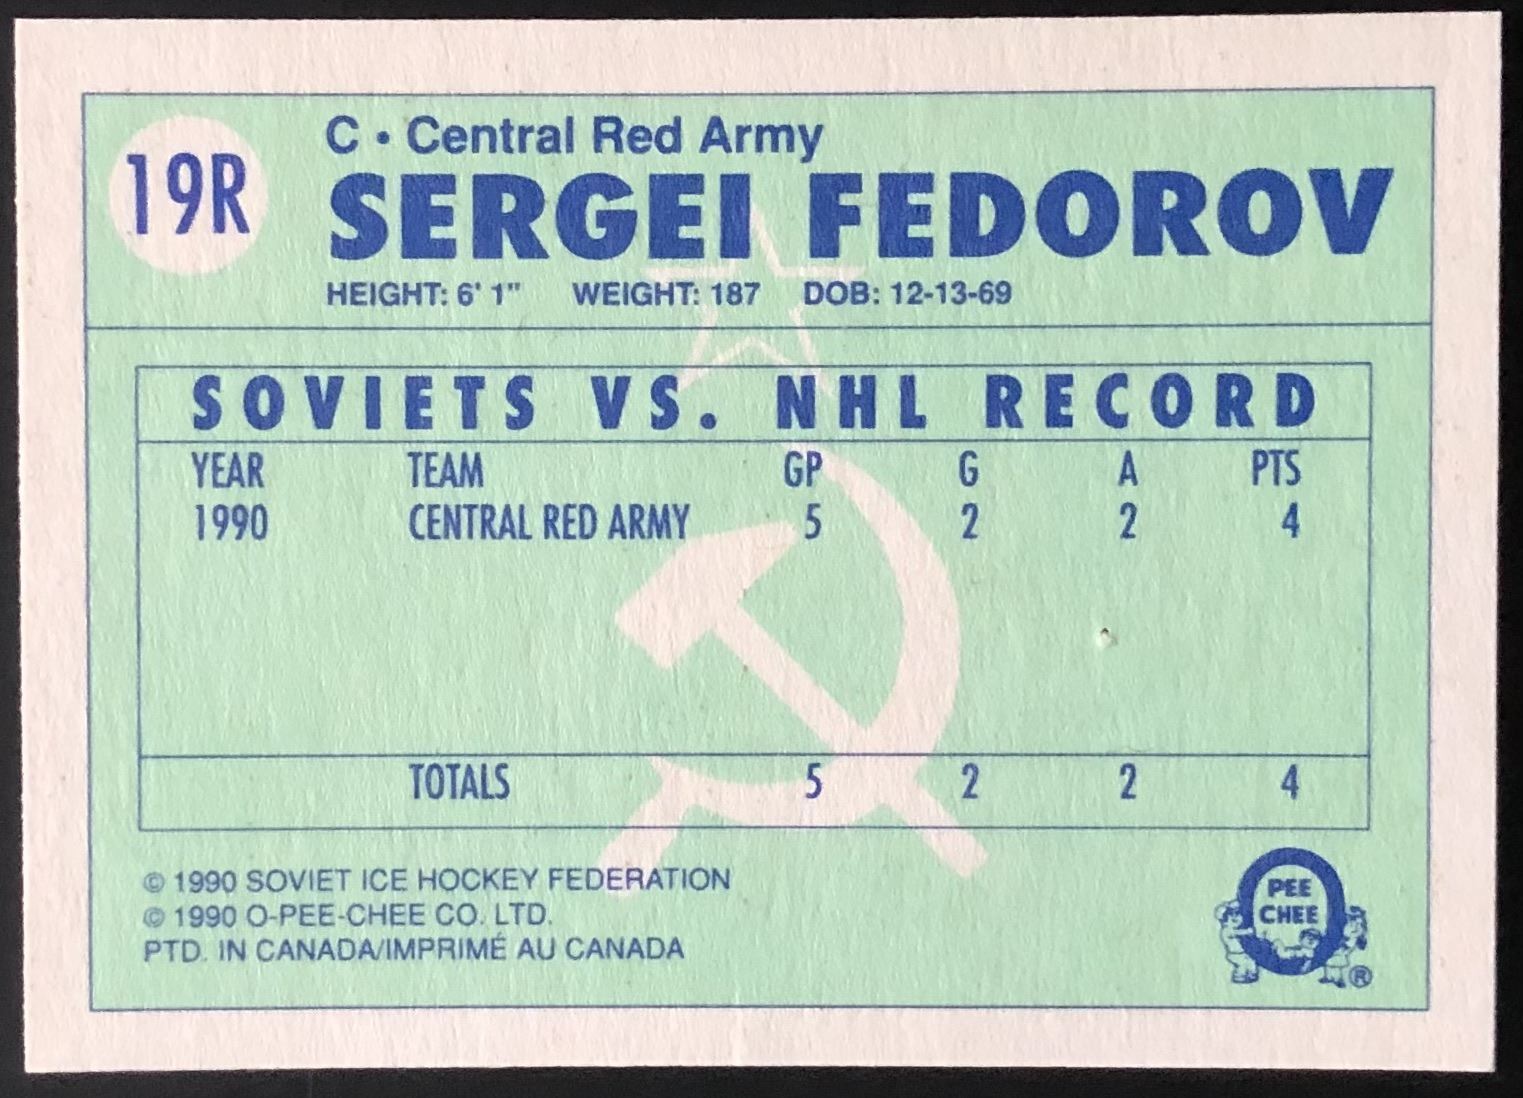 19R
C • Central Red Army
SERGEI FEDOROV
HEIGHT: 6' 1" WEIGHT: 187 DOB: 12-13-69
SOVIETS VS. NHL RECORD
YEAR TEAM GP G A PTS
1990 CENTRAL RED ARMY 5 2 2 4
TOTALS 5 2 2 4
© 1990 SOVIET ICE HOCKEY FEDERATION
© 1990 O-PEE-CHEE CO. LTD.
PTD. IN CANADA/IMPRIMÉ AU CANADA
PEE
CHEE
®